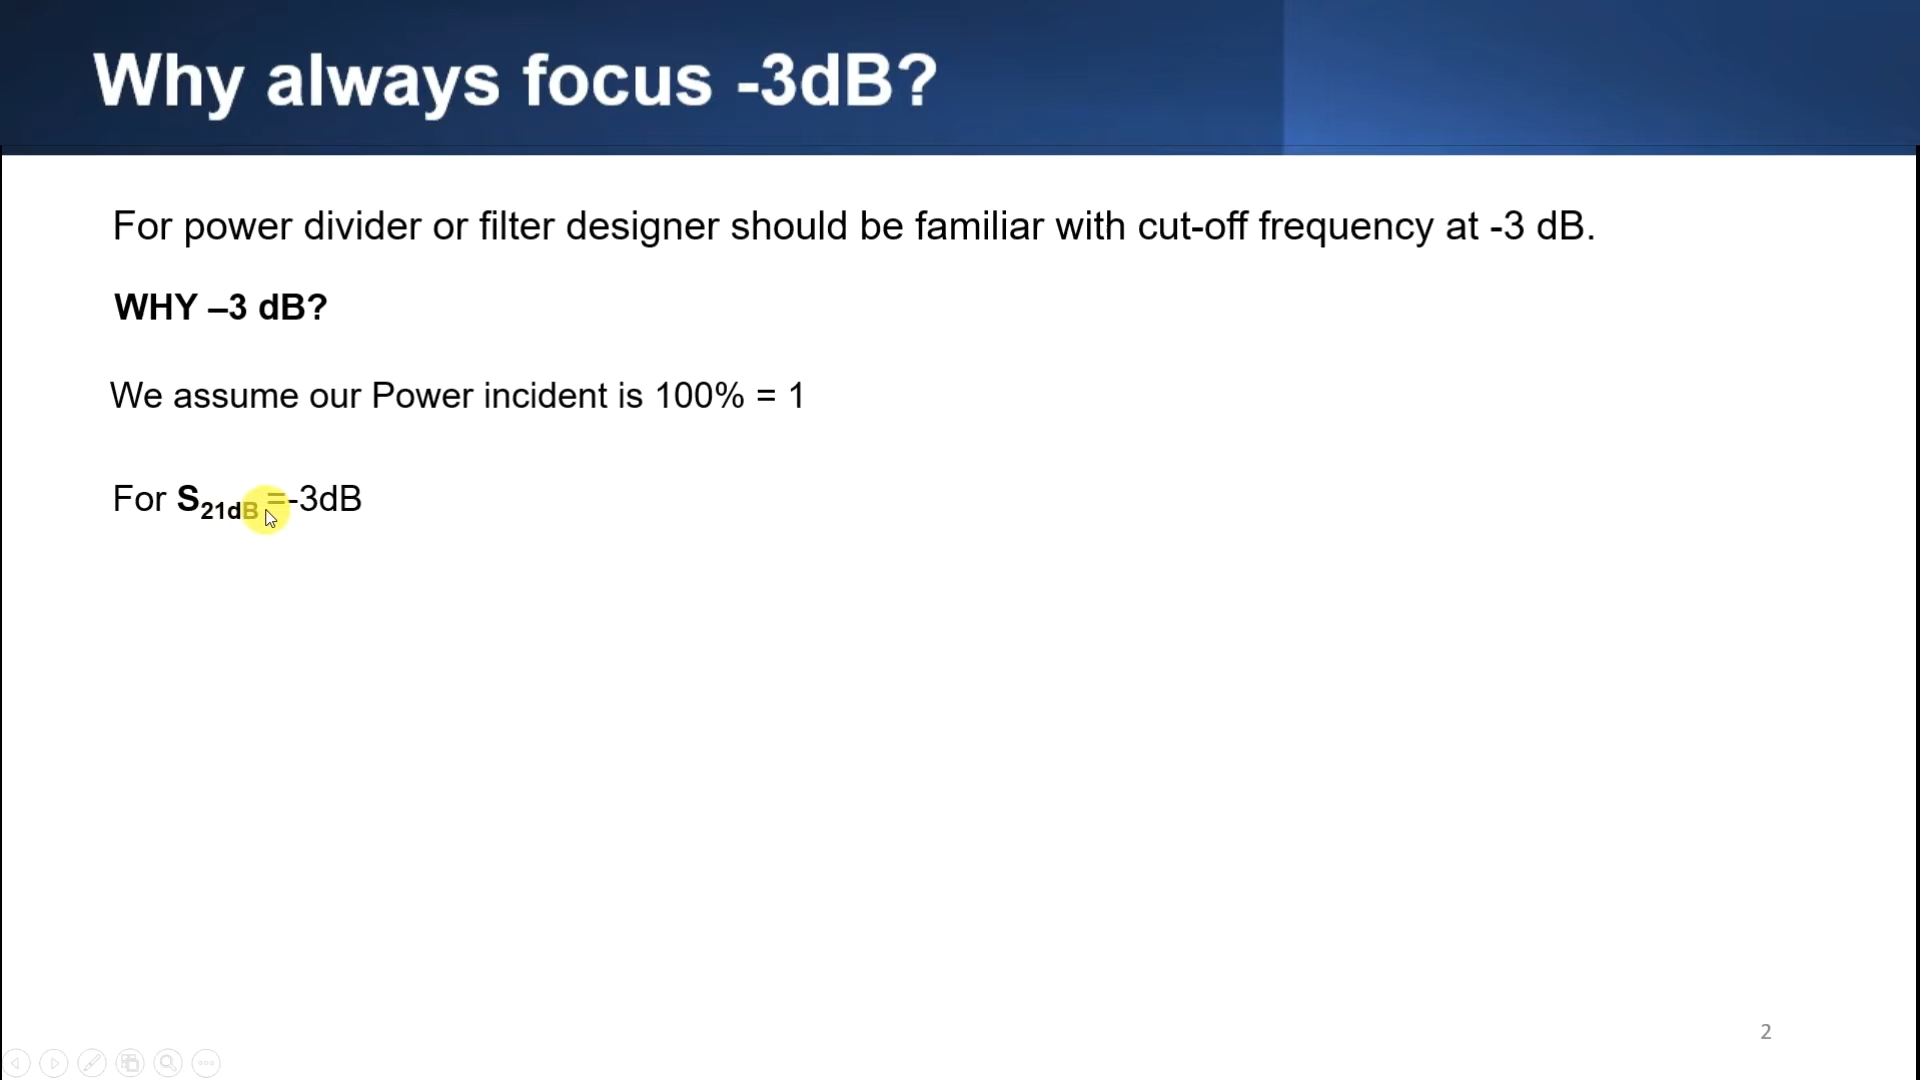 Why always focus -3dB?
For power divider or filter designer should be familiar with cut-off frequency at -3 dB.
WHY –3 dB?
We assume our Power incident is 100% = 1
For S21dB =-3dB
2